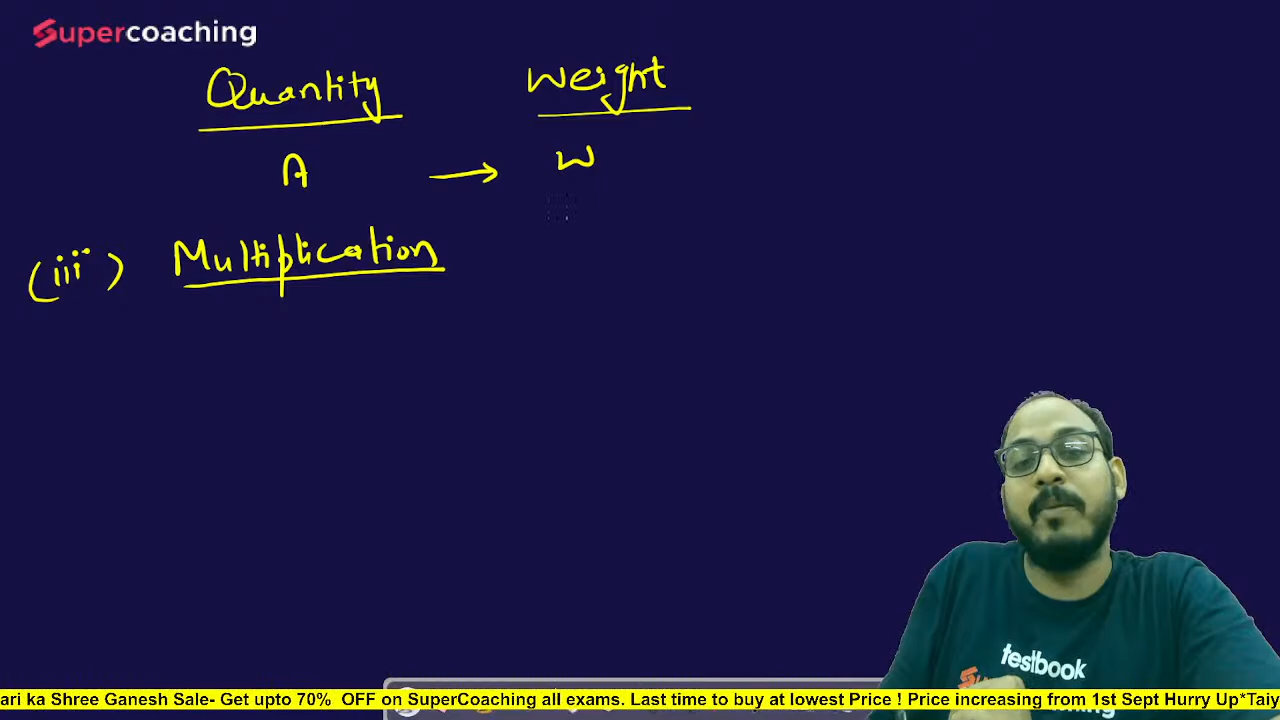 Supercoaching
Quantity Weight
A → W
(iii) Multiplication
testbook
ari ka Shree Ganesh Sale- Get upto 70% OFF on SuperCoaching all exams. Last time to buy at lowest Price ! Price increasing from 1st Sept Hurry Up*Taiy